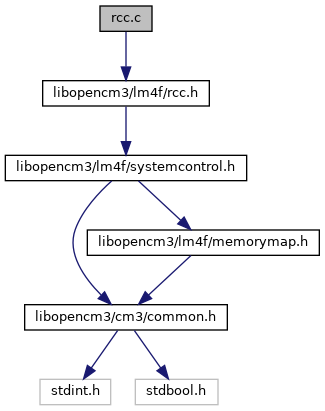 rcc.c
libopencm3/lm4f/rcc.h
libopencm3/lm4f/systemcontrol.h
libopencm3/lm4f/memorymap.h
libopencm3/cm3/common.h
stdint.h
stdbool.h